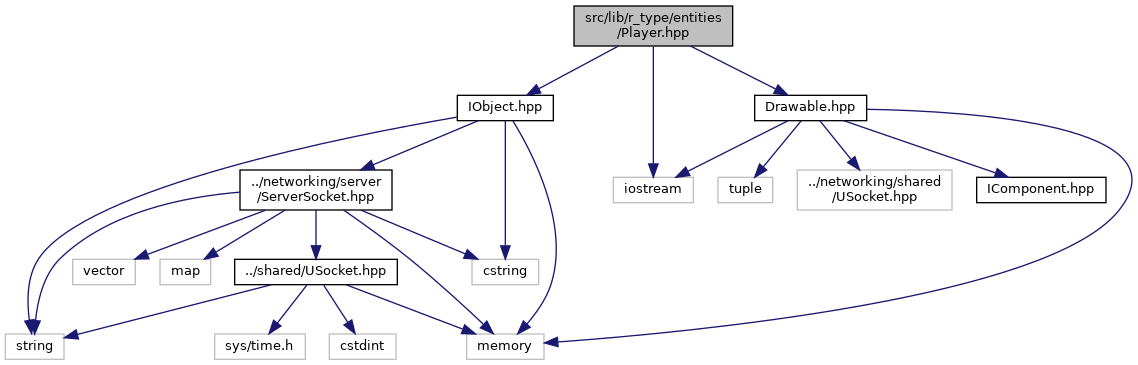 src/lib/r_type/entities
/Player.hpp
IObject.hpp
Drawable.hpp
../networking/server
/ServerSocket.hpp
iostream
tuple
../networking/shared
/USocket.hpp
IComponent.hpp
vector
map
../shared/USocket.hpp
cstring
string
sys/time.h
cstdint
memory